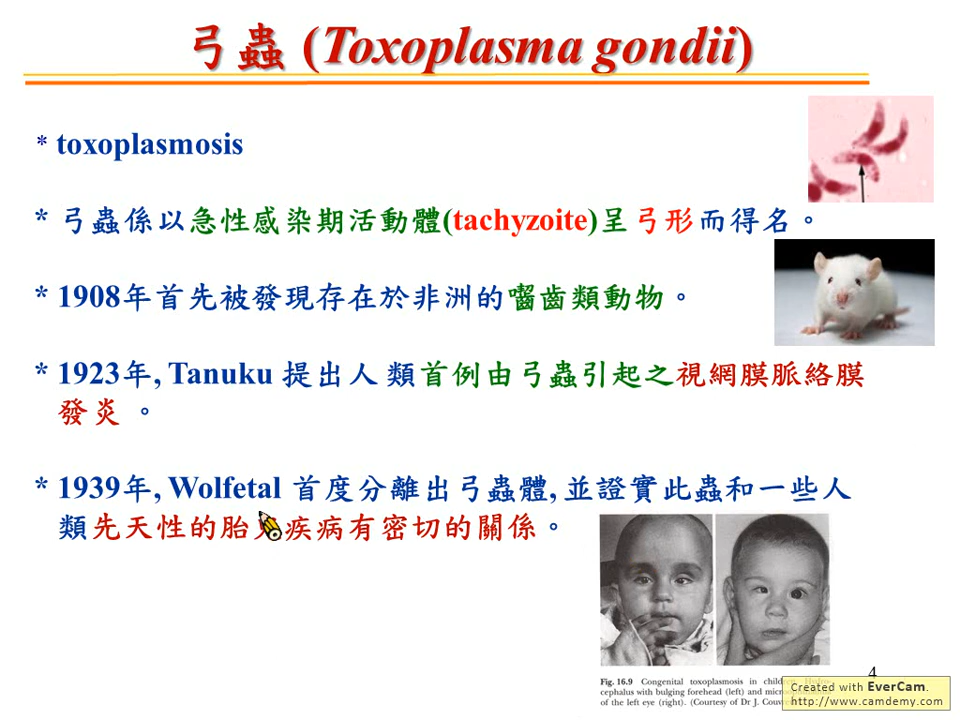 弓蟲 (Toxoplasma gondii)
* toxoplasmosis
* 弓蟲係以急性感染期活動體(tachyzoite)呈弓形而得名。
* 1908年首先被發現存在於非洲的囓齒類動物。
* 1923年, Tanuku 提出人類首例由弓蟲引起之視網膜脈絡膜
發炎 。
* 1939年, Wolfetal 首度分離出弓蟲體, 並證實此蟲和一些人
類先天性的胎 疾病有密切的關係。
Fig. 16.9 Congenital toxoplasmosis in children.
cephalus with bulging forehead (left) and
of the left eye (right). (Courtesy of Dr J.
4
Created with EverCam.
http://www.camdemy.com